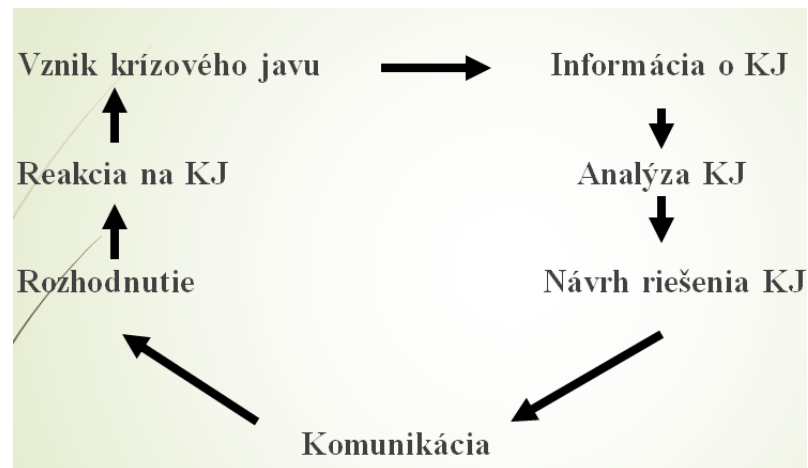 Vznik krízového javu
Informácia o KJ
Reakcia na KJ
Analýza KJ
Rozhodnutie
Návrh riešenia KJ
Komunikácia